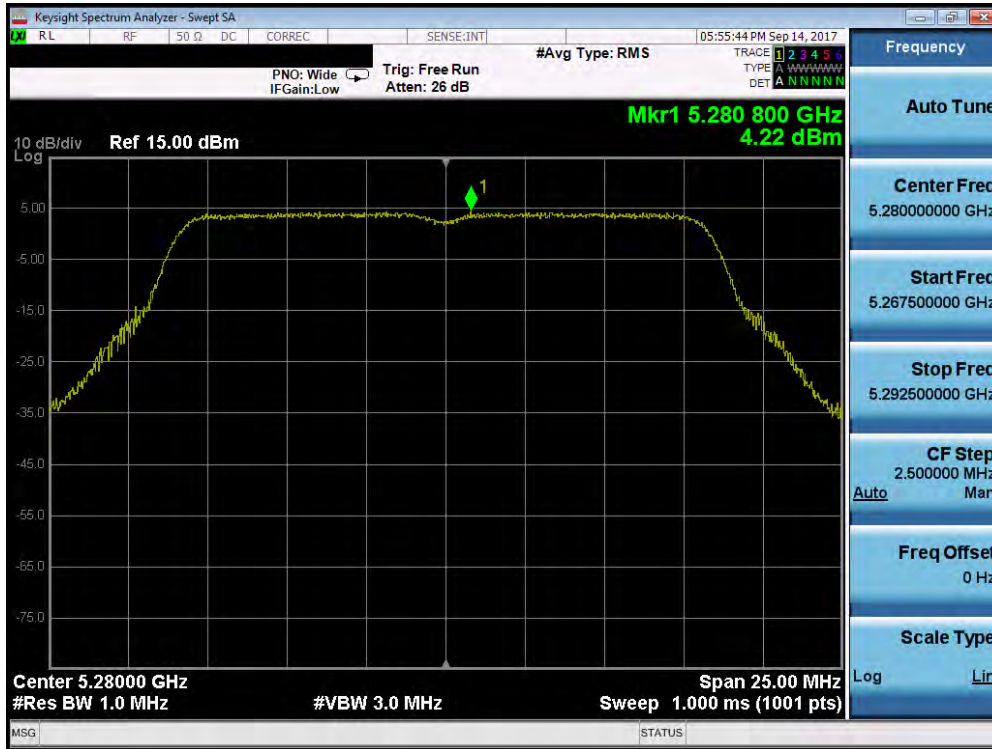 Keysight Spectrum Analyzer - Swept SA
LXI RL RF 50 Ω DC CORREC SENSE:INT 05:55:44 PM Sep 14, 2017
#Avg Type: RMS TRACE 1 2 3 4 5 6
PNO: Wide Trig: Free Run TYPE A WWWWW
IFGain:Low Atten: 26 dB DET A N N N N N
Mkr1 5.280 800 GHz
4.22 dBm
10 dB/div Ref 15.00 dBm
Log
1
5.00
-5.00
-15.0
-25.0
-35.0
-45.0
-55.0
-65.0
-75.0
Center 5.28000 GHz Span 25.00 MHz
#Res BW 1.0 MHz #VBW 3.0 MHz Sweep 1.000 ms (1001 pts)
MSG STATUS
Frequency
Auto Tune
Center Freq
5.280000000 GHz
Start Freq
5.267500000 GHz
Stop Freq
5.292500000 GHz
CF Step
2.500000 MHz
Auto Man
Freq Offset
0 Hz
Scale Type
Log Lin